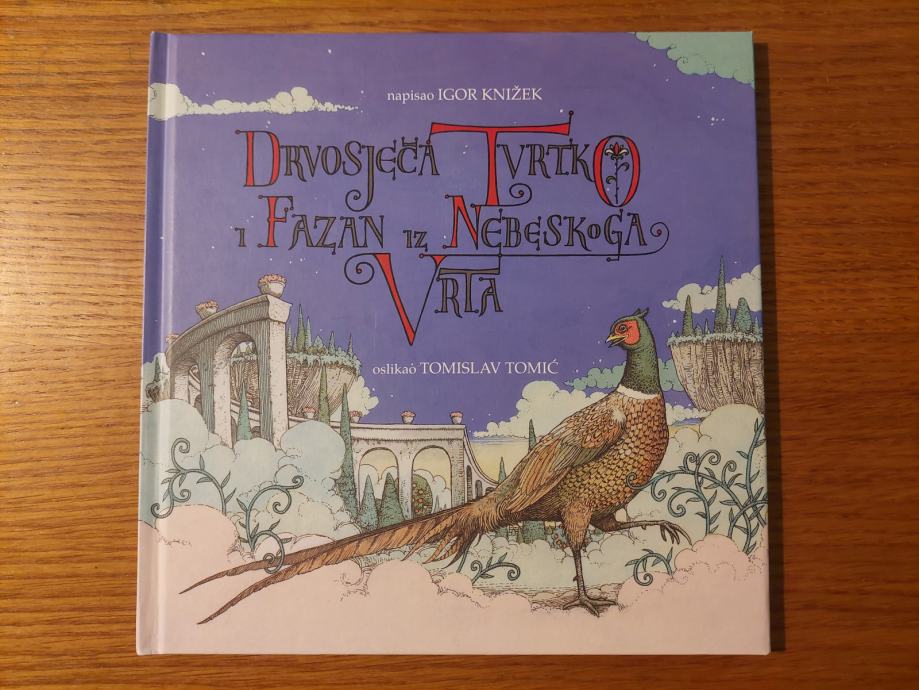 napisao IGOR KNIŽEK
DRVOSJEČA TVRTKO
I FAZAN IZ NEBESKOGA
VRTA
oslikao TOMISLAV TOMIĆ